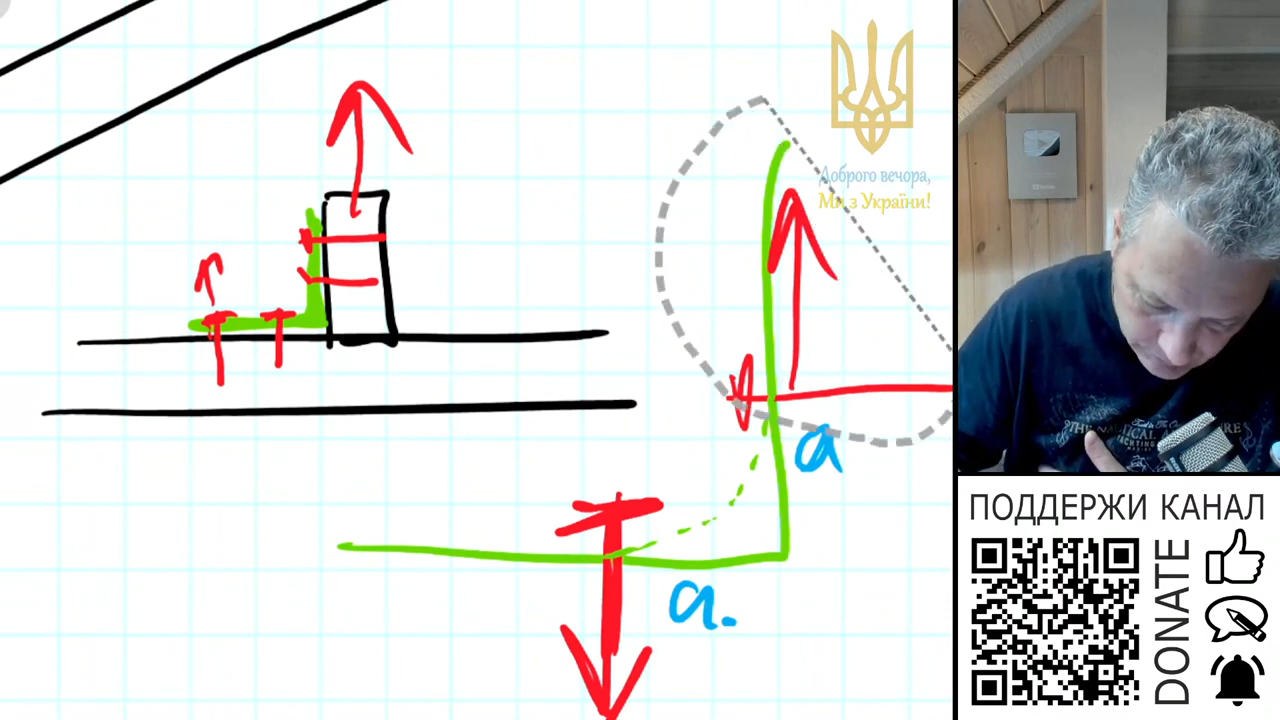 Доброго вечора,
Ми з України!
a
a.
ПОДДЕРЖИ КАНАЛ
DONATE